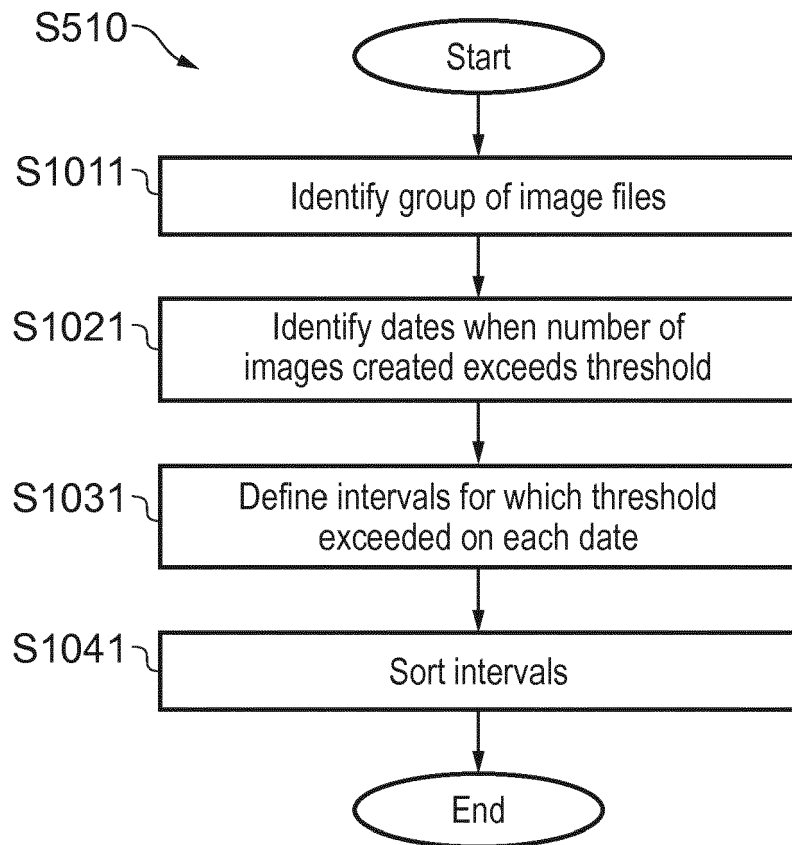 S510
Start
S1011
Identify group of image files
S1021
Identify dates when number of
images created exceeds threshold
S1031
Define intervals for which threshold
exceeded on each date
S1041
Sort intervals
End